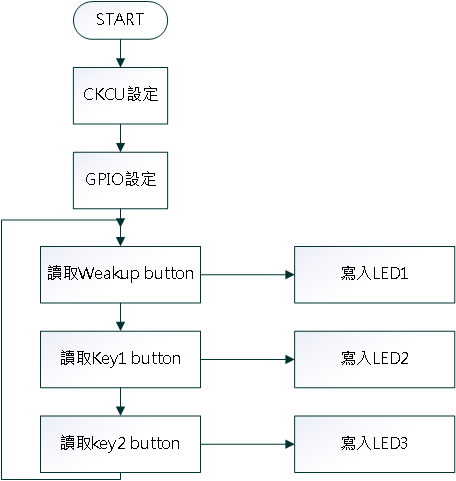 START
CKCU設定
GPIO設定
讀取Weakup button
寫入LED1
讀取Key1 button
寫入LED2
讀取key2 button
寫入LED3